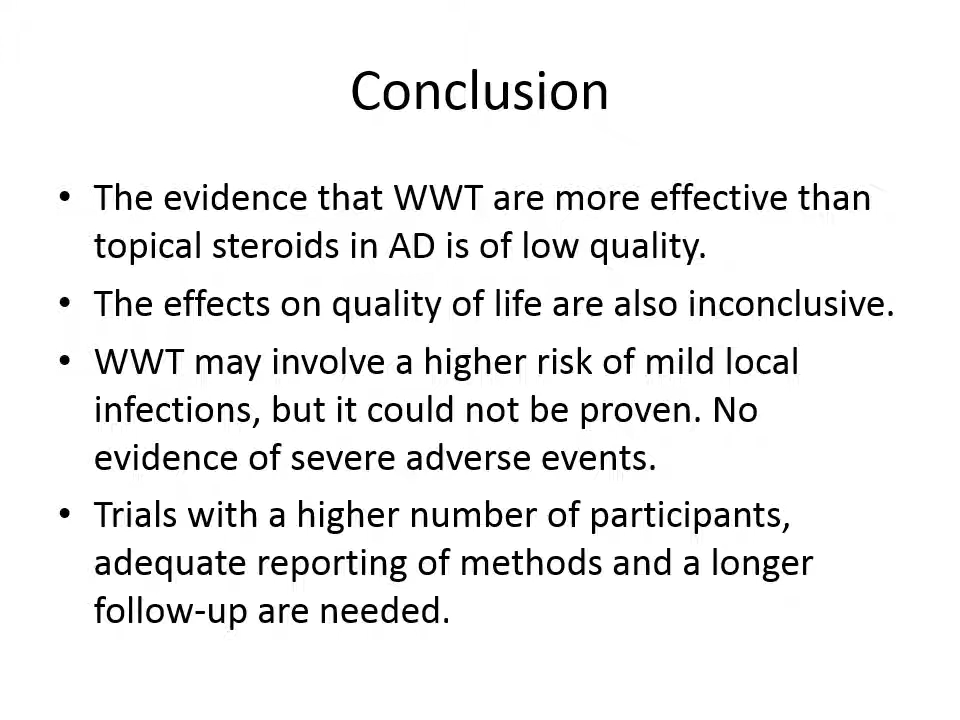 Conclusion
• The evidence that WWT are more effective than
topical steroids in AD is of low quality.
• The effects on quality of life are also inconclusive.
• WWT may involve a higher risk of mild local
infections, but it could not be proven. No
evidence of severe adverse events.
• Trials with a higher number of participants,
adequate reporting of methods and a longer
follow-up are needed.